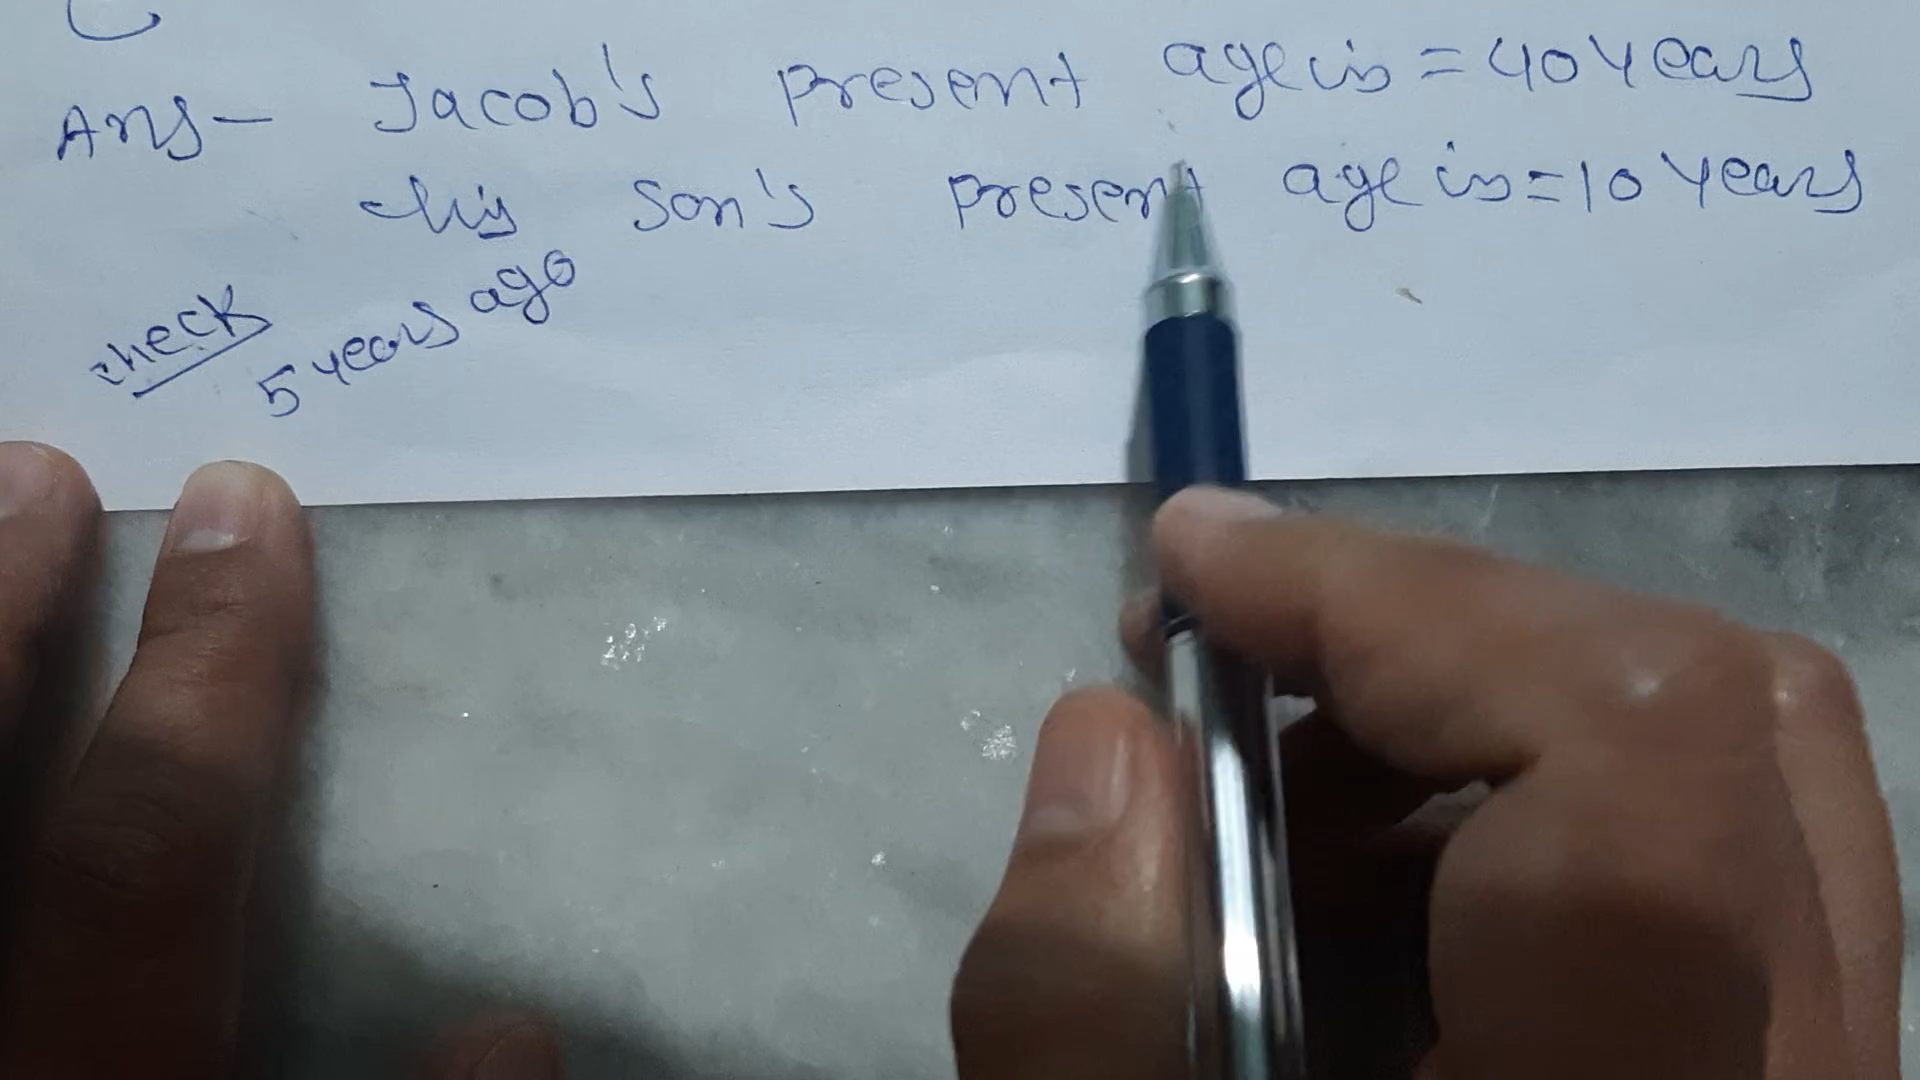 Ans- Jacob's present age is = 40 years
his son's present age is = 10 years
check
5 years ago